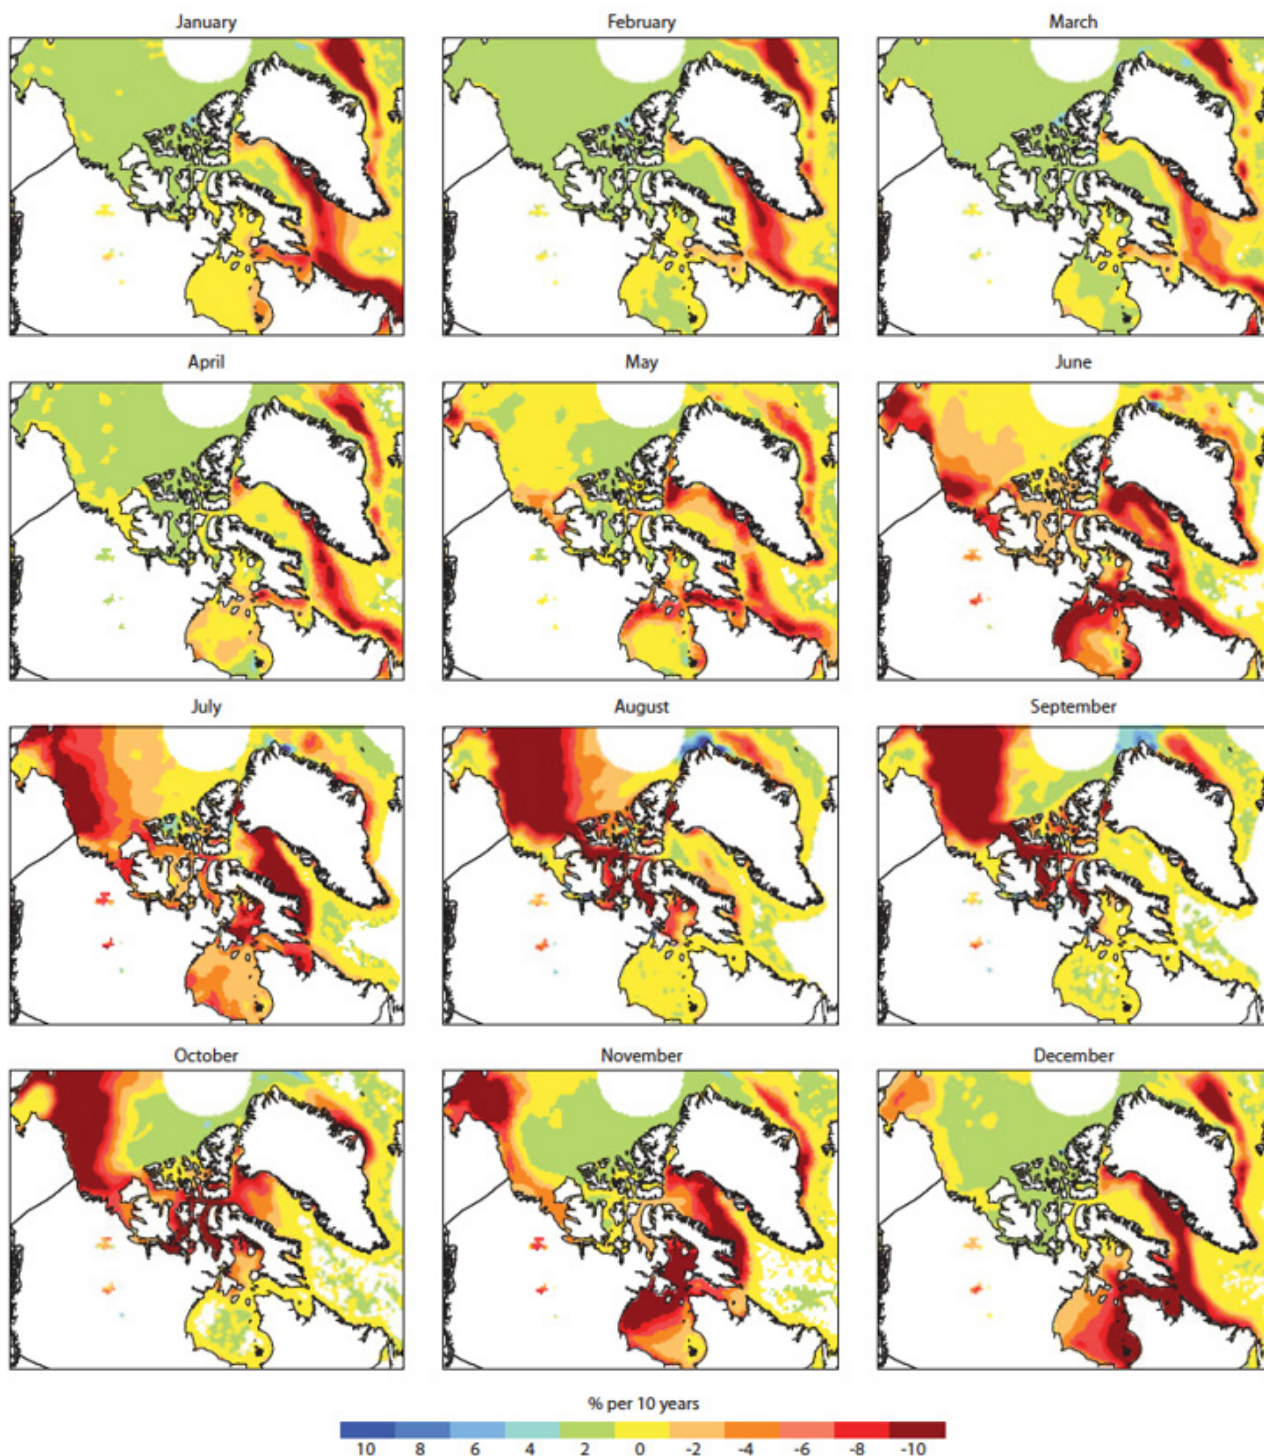 January February March
April May June
July August September
October November December
% per 10 years
10 8 6 4 2 0 -2 -4 -6 -8 -10